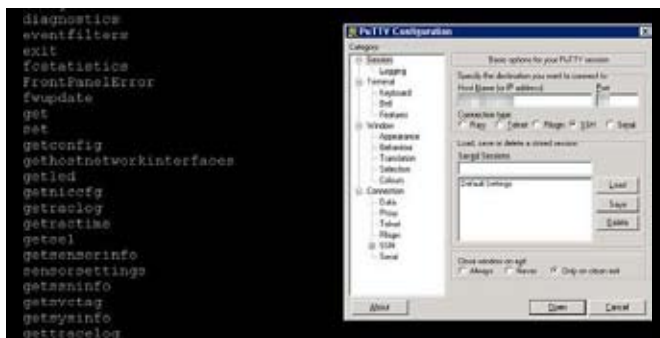 diagnostics
eventfilters
exit
fcstatistics
FrontPanelError
fwupdate
get
set
getconfig
gethostnetworkinterfaces
getled
getniccfg
getraclog
getractime
getsel
getsensorinfo
sensorsettings
getssninfo
getsvctag
getsysinfo
gettracelog
PuTTY Configuration
Category:
Session
Logging
Terminal
Keyboard
Bell
Features
Window
Appearance
Behaviour
Translation
Selection
Colours
Connection
Data
Proxy
Telnet
Rlogin
SSH
Serial
Basic options for your PuTTY session
Specify the destination you want to connect to
Host Name (or IP address)
Port
Connection type:
Raw Telnet Rlogin SSH Serial
Load, save or delete a stored session
Saved Sessions
Default Settings
Load
Save
Delete
Close window on exit:
Always Never Only on clean exit
About
Open
Cancel